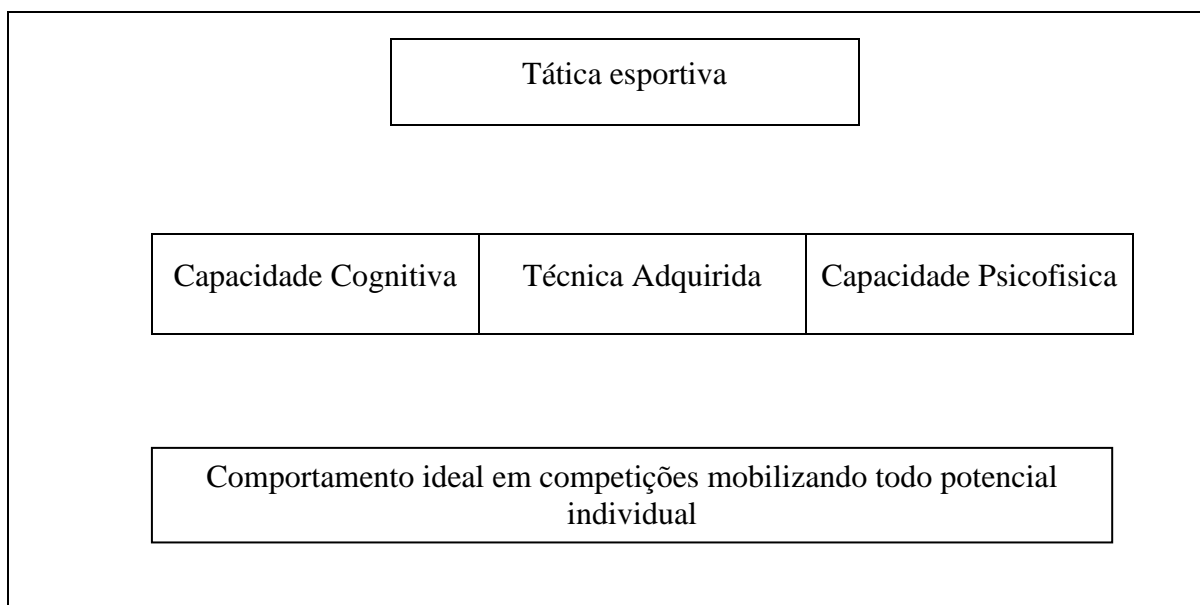 Tática esportiva
Capacidade Cognitiva
Técnica Adquirida
Capacidade Psicofisica
Comportamento ideal em competições mobilizando todo potencial
individual